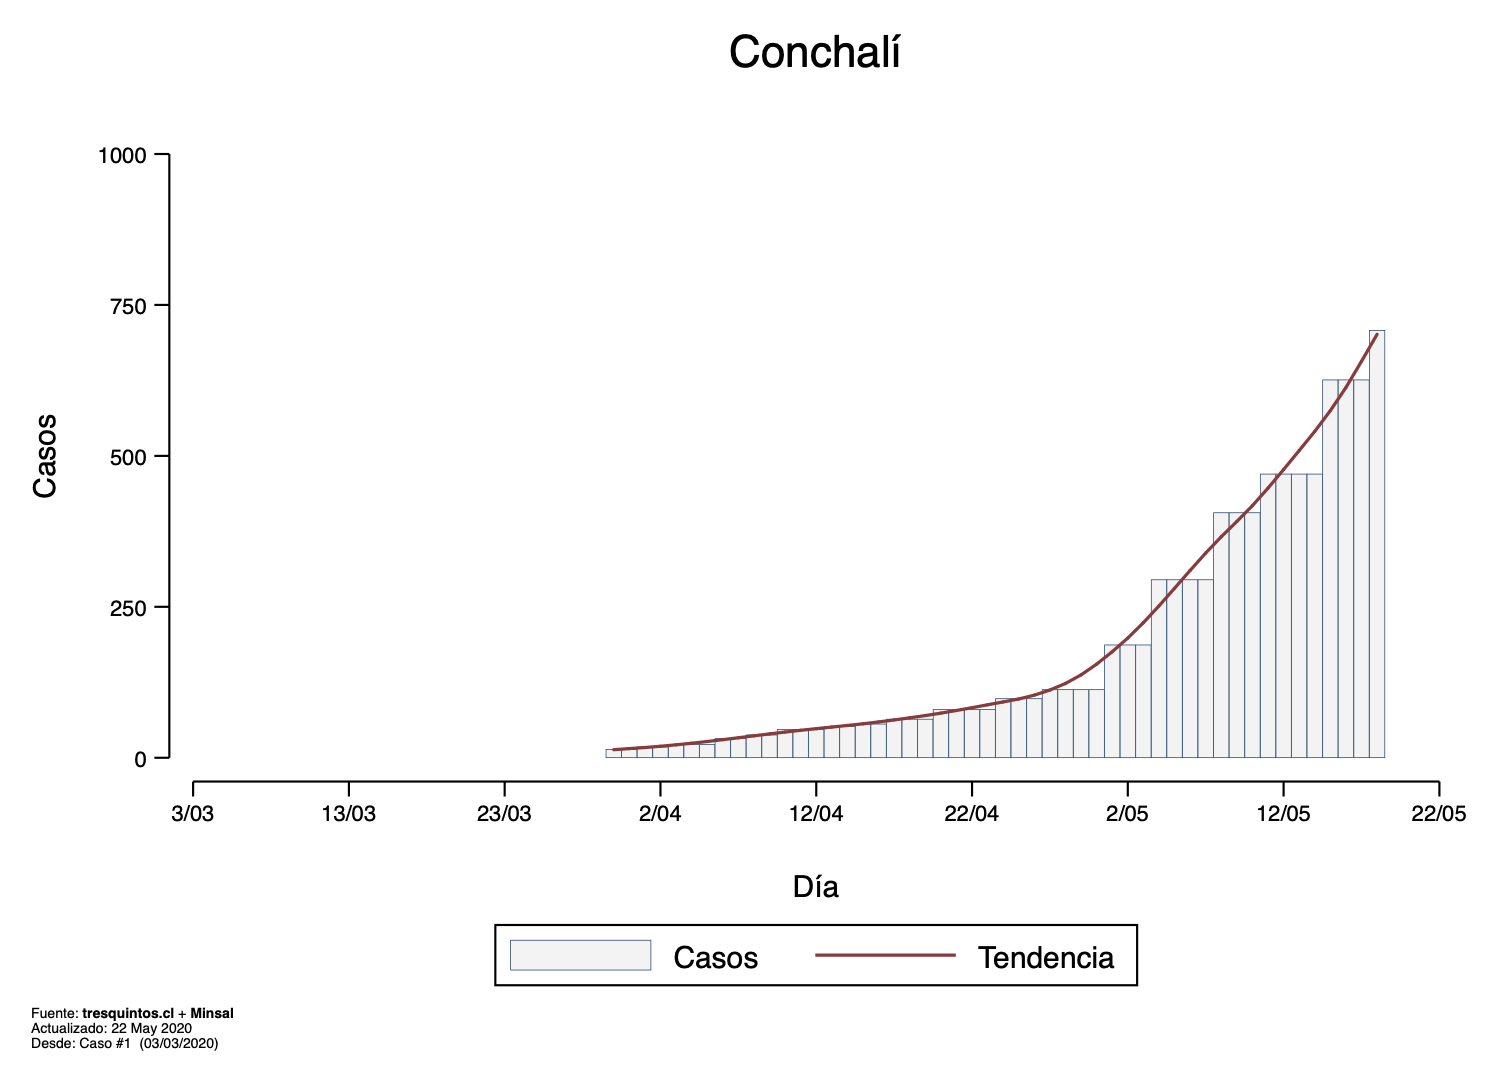 Conchalí
1000
750
500
250
0
Casos
3/03 13/03 23/03 2/04 12/04 22/04 2/05 12/05 22/05
Día
Casos Tendencia
Fuente: tresquintos.cl + Minsal
Actualizado: 22 May 2020
Desde: Caso #1 (03/03/2020)